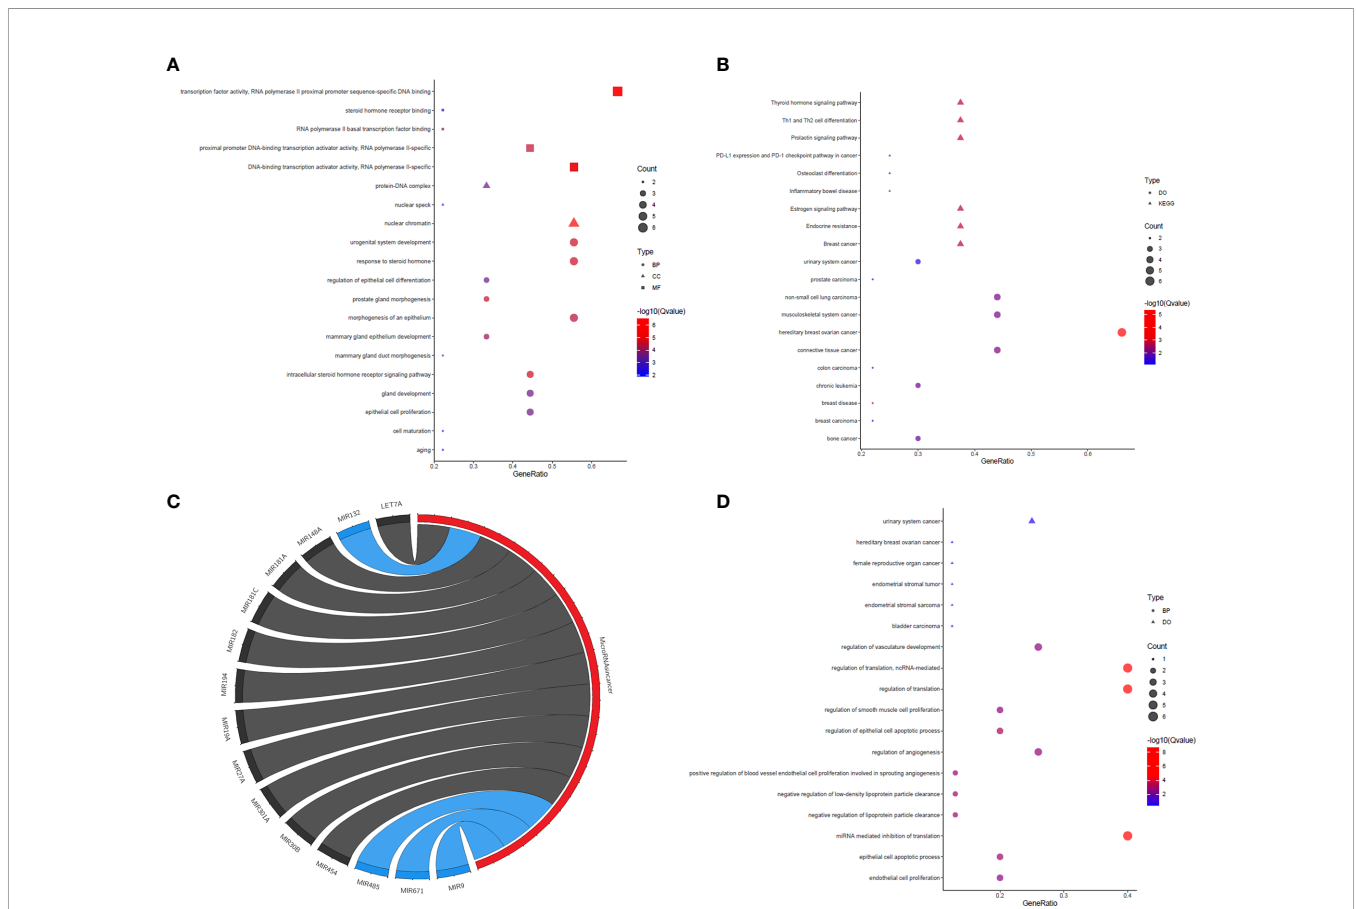 A
transcription factor activity, RNA polymerase II proximal promoter sequence-specific DNA binding
steroid hormone receptor binding
RNA polymerase II basal transcription factor binding
proximal promoter DNA-binding transcription activator activity, RNA polymerase II-specific
DNA-binding transcription activator activity, RNA polymerase II-specific
protein-DNA complex
nuclear speck
nuclear chromatin
urogenital system development
response to steroid hormone
regulation of epithelial cell differentiation
prostate gland morphogenesis
morphogenesis of an epithelium
mammary gland epithelium development
mammary gland duct morphogenesis
intracellular steroid hormone receptor signaling pathway
gland development
epithelial cell proliferation
cell maturation
aging
0.2 0.3 0.4 0.5 0.6
GeneRatio
Count
2
3
4
5
6
Type
BP
CC
MF
-log10(Qvalue)
6
5
4
3
2
B
Thyroid hormone signaling pathway
Th1 and Th2 cell differentiation
Prolactin signaling pathway
PD-L1 expression and PD-1 checkpoint pathway in cancer
Osteoclast differentiation
Inflammatory bowel disease
Estrogen signaling pathway
Endocrine resistance
Breast cancer
urinary system cancer
prostate carcinoma
non-small cell lung carcinoma
musculoskeletal system cancer
hereditary breast ovarian cancer
connective tissue cancer
colon carcinoma
chronic leukemia
breast disease
breast carcinoma
bone cancer
0.2 0.3 0.4 0.5 0.6
GeneRatio
Type
DO
KEGG
Count
2
3
4
5
6
-log10(Qvalue)
5
4
3
2
C
LET7A
MIR132
MIR148A
MIR181A
MIR181C
MIR182
MIR194
MIR19A
MIR27A
MIR301A
MIR30B
MIR454
MIR485
MIR671
MIR9
MicroRNAsincancer
D
urinary system cancer
hereditary breast ovarian cancer
female reproductive organ cancer
endometrial stromal tumor
endometrial stromal sarcoma
bladder carcinoma
regulation of vasculature development
regulation of translation, ncRNA-mediated
regulation of translation
regulation of smooth muscle cell proliferation
regulation of epithelial cell apoptotic process
regulation of angiogenesis
positive regulation of blood vessel endothelial cell proliferation involved in sprouting angiogenesis
negative regulation of low-density lipoprotein particle clearance
negative regulation of lipoprotein particle clearance
miRNA mediated inhibition of translation
epithelial cell apoptotic process
endothelial cell proliferation
0.2 0.3 0.4
GeneRatio
Type
BP
DO
Count
1
2
3
4
5
6
-log10(Qvalue)
8
6
4
2